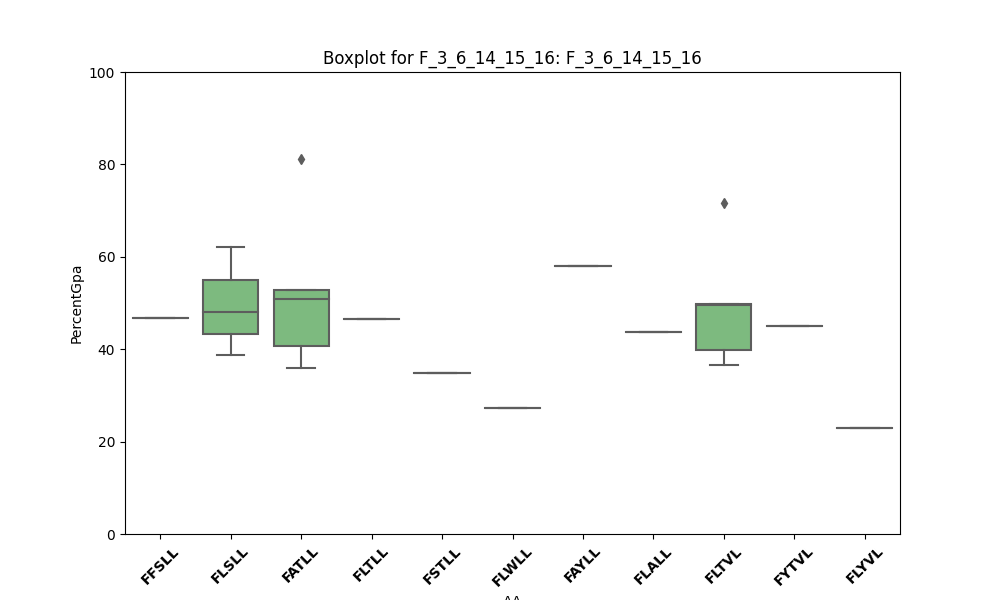 Boxplot for F_3_6_14_15_16: F_3_6_14_15_16
100
80
60
40
20
0
PercentGpa
FFSLL
FLSLL
FATLL
FLTLL
FSTLL
FLWLL
FAYLL
FLALL
FLTVL
FYTVL
FLYVL
AA